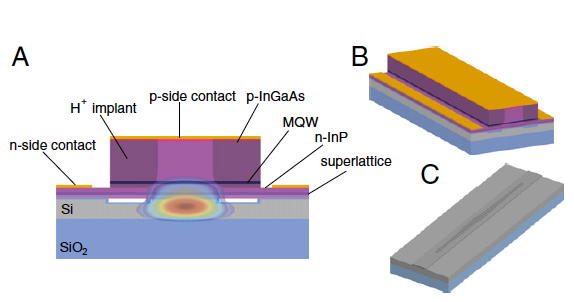 A
B
p-side contact p-InGaAs
H+ implant
MQW
n-InP
n-side contact
superlattice
C
Si
SiO2